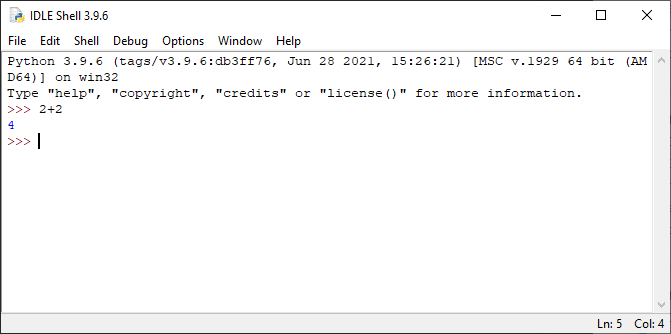 IDLE Shell 3.9.6
File Edit Shell Debug Options Window Help
Python 3.9.6 (tags/v3.9.6:db3ff76, Jun 28 2021, 15:26:21) [MSC v.1929 64 bit (AM
D64)] on win32
Type "help", "copyright", "credits" or "license()" for more information.
>>> 2+2
4
>>>
Ln: 5 Col: 4